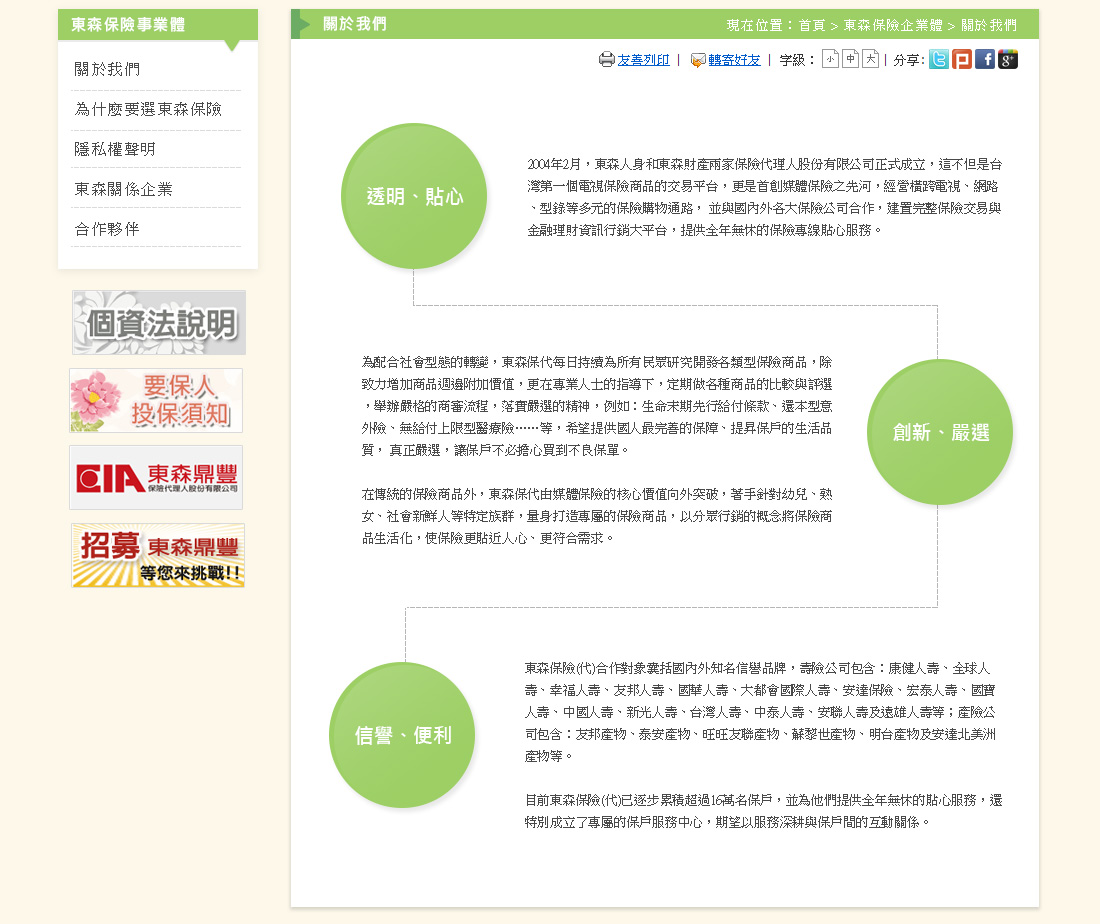 東森保險事業體
關於我們
為什麼要選東森保險
隱私權聲明
東森關係企業
合作夥伴
個資法說明
要保人
投保須知
CIA 東森鼎豐
保險代理人股份有限公司
招募 東森鼎豐
等您來挑戰!!
關於我們
現在位置：首頁 > 東森保險企業體 > 關於我們
友善列印 | 轉寄好友 | 字級： 小 中 大 | 分享:
透明、貼心
2004年2月，東森人身和東森財產兩家保險代理人股份有限公司正式成立，這不但是台
灣第一個電視保險商品的交易平台，更是首創媒體保險之先河，經營橫跨電視、網路
、型錄等多元的保險購物通路， 並與國內外各大保險公司合作，建置完整保險交易與
金融理財資訊行銷大平台，提供全年無休的保險專線貼心服務。
為配合社會型態的轉變，東森保代每日持續為所有民眾研究開發各類型保險商品，除
致力增加商品週邊附加價值，更在專業人士的指導下，定期做各種商品的比較與評選
，舉辦嚴格的商審流程，落實嚴選的精神，例如：生命末期先行給付條款、還本型意
外險、無給付上限型醫療險……等，希望提供國人最完善的保障、提昇保戶的生活品
質， 真正嚴選，讓保戶不必擔心買到不良保單。
在傳統的保險商品外，東森保代由媒體保險的核心價值向外突破，著手針對幼兒、熟
女、社會新鮮人等特定族群，量身打造專屬的保險商品，以分眾行銷的概念將保險商
品生活化，使保險更貼近人心、更符合需求。
創新、嚴選
信譽、便利
東森保險(代)合作對象囊括國內外知名信譽品牌，壽險公司包含：康健人壽、全球人
壽、幸福人壽、友邦人壽、國華人壽、大都會國際人壽、安達保險、宏泰人壽、國寶
人壽、中國人壽、新光人壽、台灣人壽、中泰人壽、安聯人壽及遠雄人壽等；產險公
司包含：友邦產物、泰安產物、旺旺友聯產物、蘇黎世產物、明台產物及安達北美洲
產物等。
目前東森保險(代)已逐步累積超過16萬名保戶，並為他們提供全年無休的貼心服務，還
特別成立了專屬的保戶服務中心，期望以服務深耕與保戶間的互動關係。